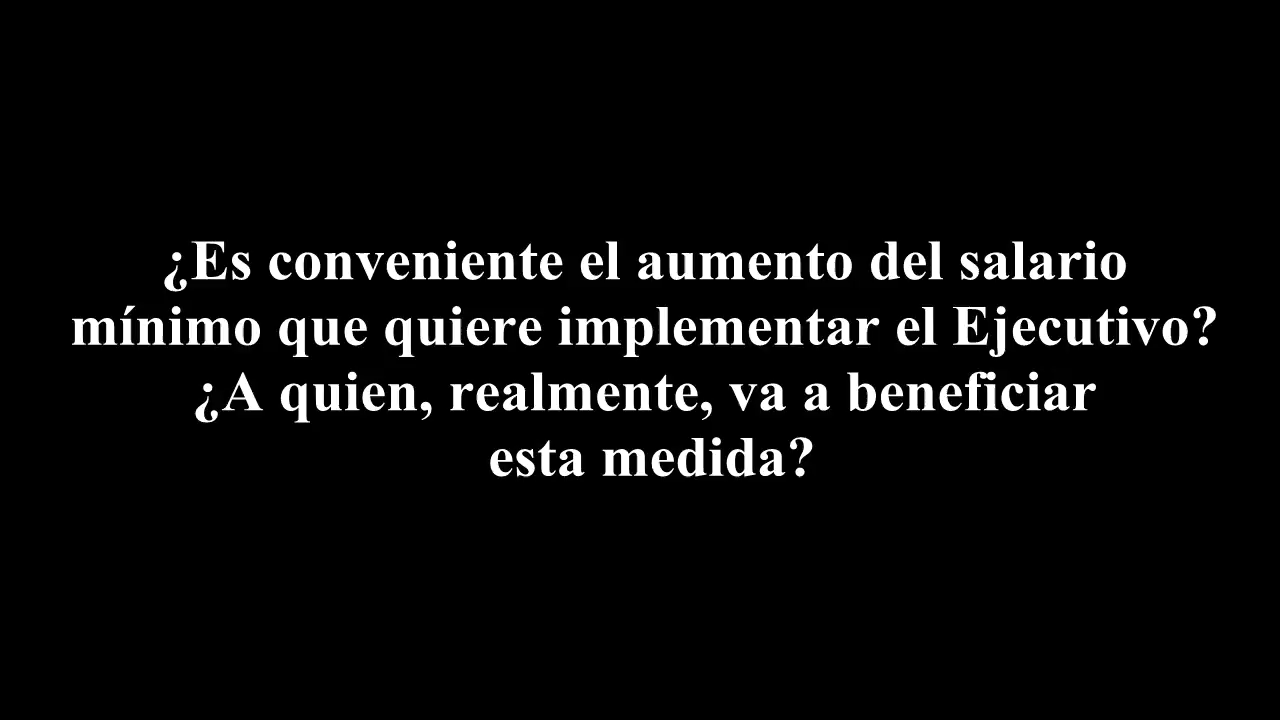 ¿Es conveniente el aumento del salario
mínimo que quiere implementar el Ejecutivo?
¿A quien, realmente, va a beneficiar
esta medida?